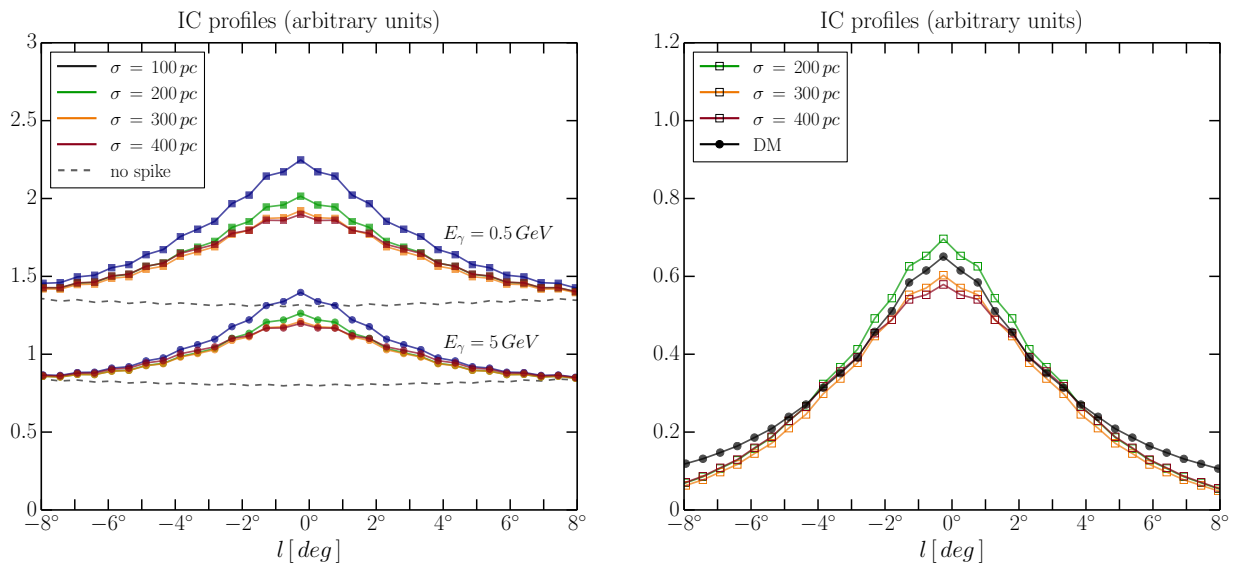 IC profiles (arbitrary units)
3
2.5
2
1.5
1
0.5
0
σ = 100 pc
σ = 200 pc
σ = 300 pc
σ = 400 pc
no spike
E_γ = 0.5 GeV
E_γ = 5 GeV
−8° −6° −4° −2° 0° 2° 4° 6° 8°
l [ deg ]
IC profiles (arbitrary units)
1.2
1.0
0.8
0.6
0.4
0.2
0
σ = 200 pc
σ = 300 pc
σ = 400 pc
DM
−8° −6° −4° −2° 0° 2° 4° 6° 8°
l [ deg ]